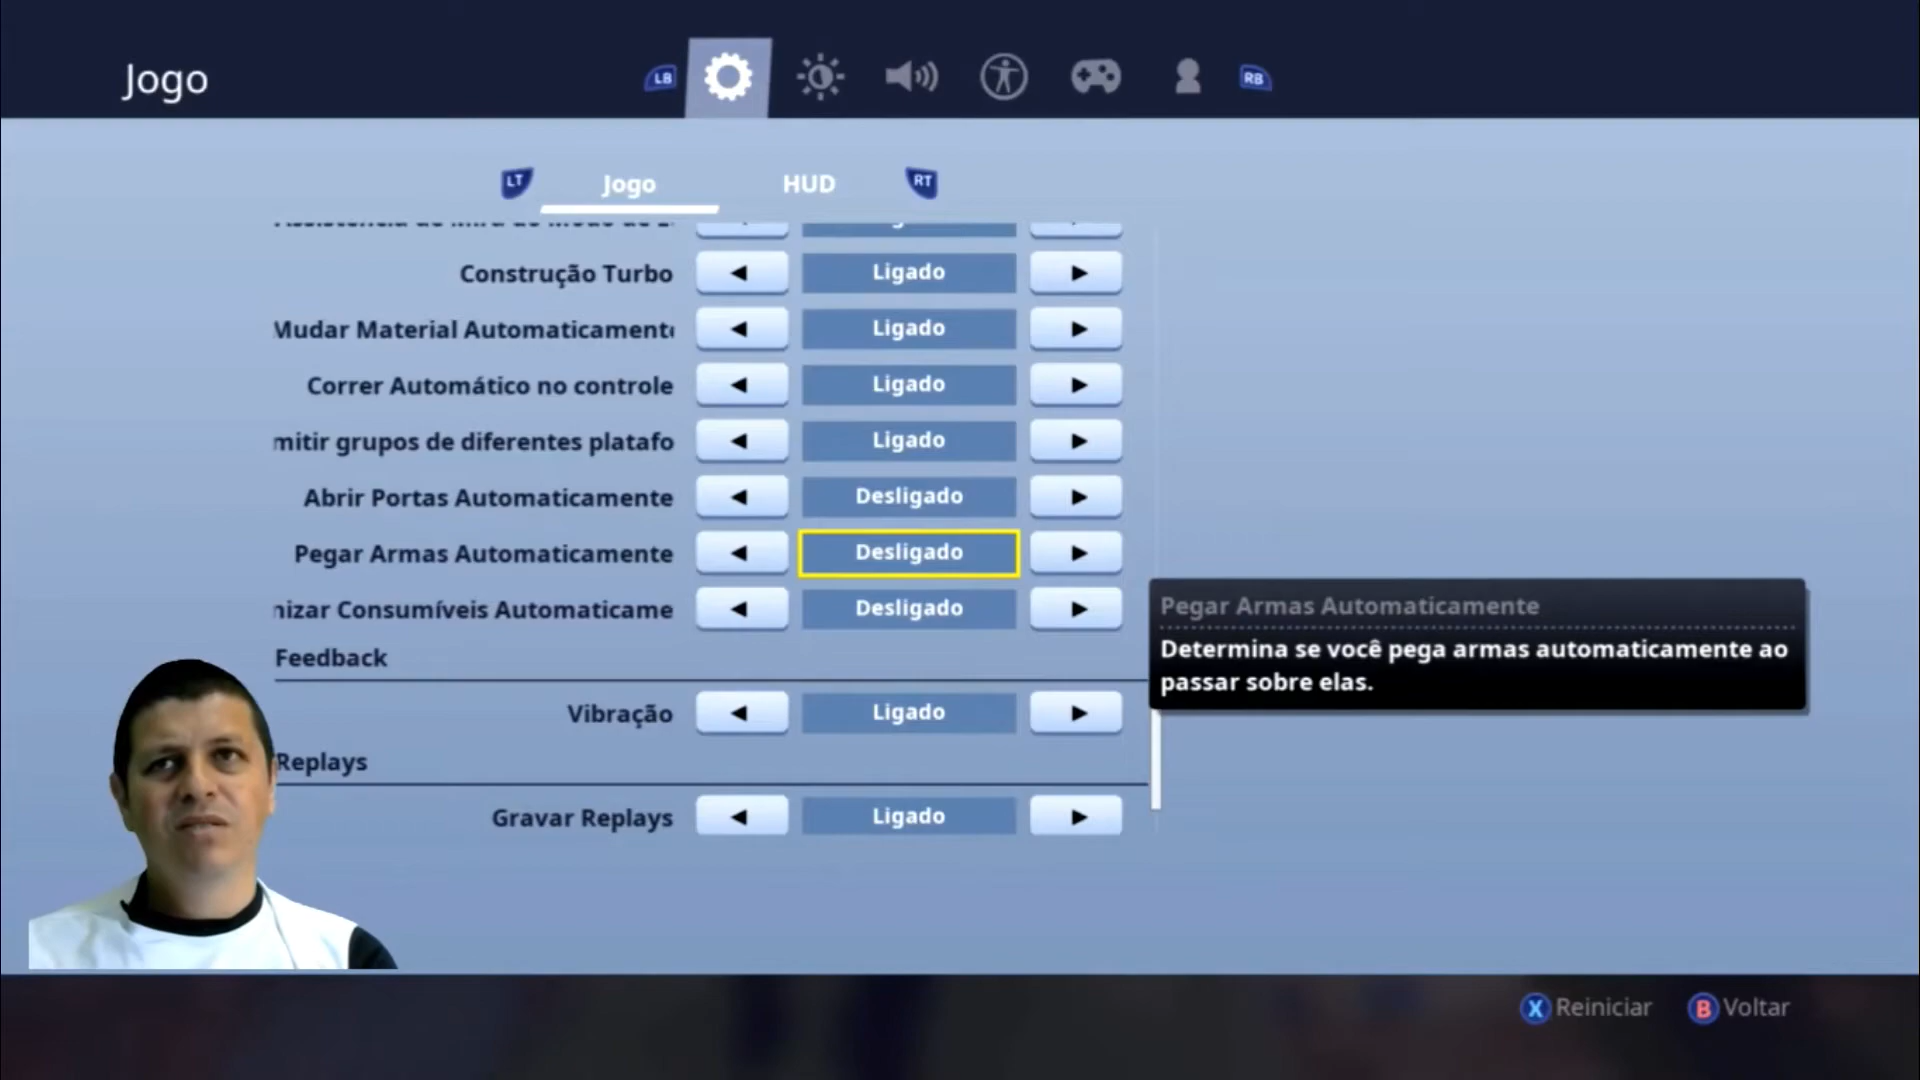 Jogo
LB
RB
LT
Jogo
HUD
RT
Construção Turbo
Ligado
Mudar Material Automaticament
Ligado
Correr Automático no controle
Ligado
mitir grupos de diferentes platafo
Ligado
Abrir Portas Automaticamente
Desligado
Pegar Armas Automaticamente
Desligado
nizar Consumíveis Automaticame
Desligado
Pegar Armas Automaticamente
Determina se você pega armas automaticamente ao
passar sobre elas.
Feedback
Vibração
Ligado
Replays
Gravar Replays
Ligado
X Reiniciar
B Voltar